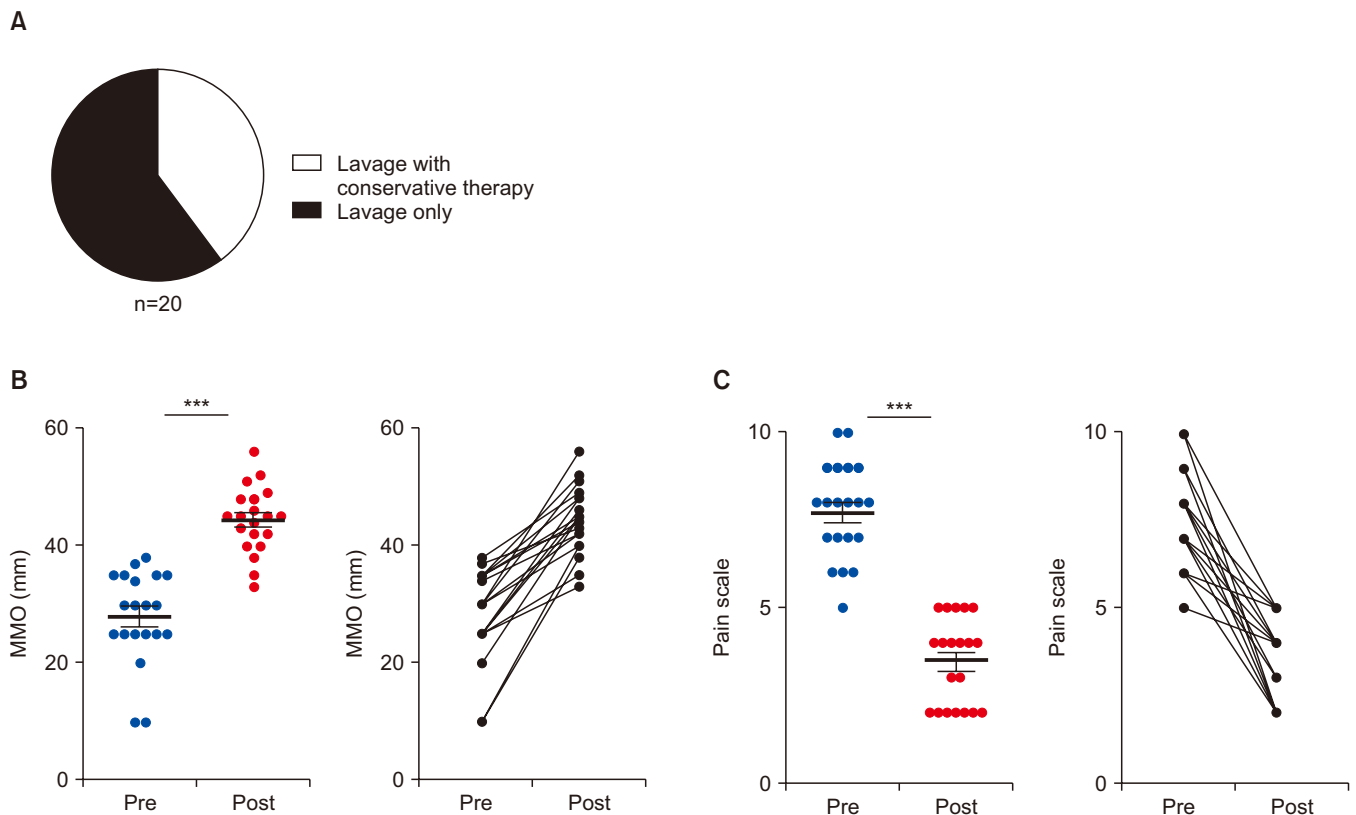 A
Lavage with
conservative therapy
Lavage only
n=20
B
***
60
40
20
0
MMO (mm)
Pre
Post
60
40
20
0
MMO (mm)
Pre
Post
C
***
10
5
0
Pain scale
Pre
Post
10
5
0
Pain scale
Pre
Post